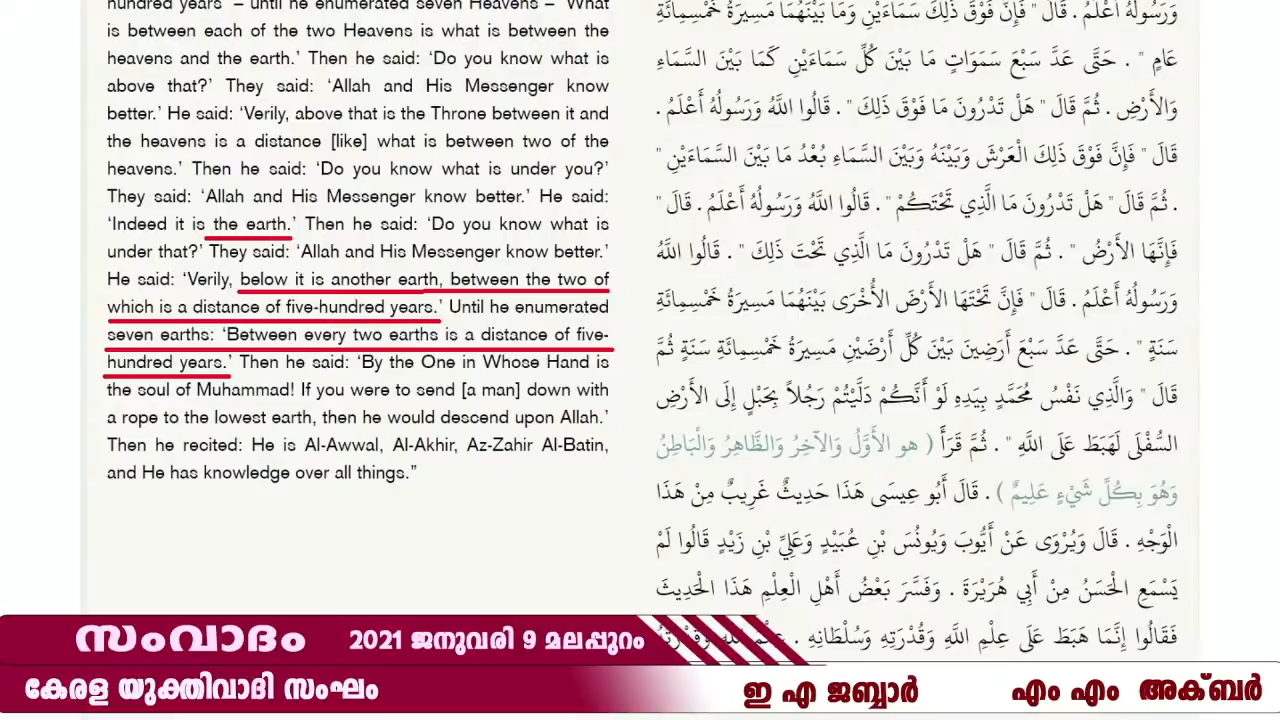 hundred years' – until he enumerated seven Heavens – 'What
is between each of the two Heavens is what is between the
heavens and the earth.' Then he said: 'Do you know what is
above that?' They said: 'Allah and His Messenger know
better.' He said: 'Verily, above that is the Throne between it and
the heavens is a distance [like] what is between two of the
heavens.' Then he said: 'Do you know what is under you?'
They said: 'Allah and His Messenger know better.' He said:
'Indeed it is the earth.' Then he said: 'Do you know what is
under that?' They said: 'Allah and His Messenger know better.'
He said: 'Verily, below it is another earth, between the two of
which is a distance of five-hundred years.' Until he enumerated
seven earths: 'Between every two earths is a distance of five-
hundred years.' Then he said: 'By the One in Whose Hand is
the soul of Muhammad! If you were to send [a man] down with
a rope to the lowest earth, then he would descend upon Allah.'
Then he recited: He is Al-Awwal, Al-Akhir, Az-Zahir Al-Batin,
and He has knowledge over all things."
وَرَسُولُهُ أَعْلَمُ . قَالَ " فَإِنَّ فَوْقَ ذَلِكَ سَمَاءَيْنِ وَمَا بَيْنَهُمَا مَسِيرَةُ خَمْسِمِائَةِ
عَامٍ " . حَتَّى عَدَّ سَبْعَ سَمَوَاتٍ مَا بَيْنَ كُلِّ سَمَاءَيْنِ كَمَا بَيْنَ السَّمَاءِ
وَالأَرْضِ . ثُمَّ قَالَ " هَلْ تَدْرُونَ مَا فَوْقَ ذَلِكَ " . قَالُوا اللَّهُ وَرَسُولُهُ أَعْلَمُ .
قَالَ " فَإِنَّ فَوْقَ ذَلِكَ الْعَرْشَ وَبَيْنَهُ وَبَيْنَ السَّمَاءِ بُعْدُ مَا بَيْنَ السَّمَاءَيْنِ "
. ثُمَّ قَالَ " هَلْ تَدْرُونَ مَا الَّذِي تَحْتَكُمْ " . قَالُوا اللَّهُ وَرَسُولُهُ أَعْلَمُ . قَالَ "
فَإِنَّهَا الأَرْضُ " . ثُمَّ قَالَ " هَلْ تَدْرُونَ مَا الَّذِي تَحْتَ ذَلِكَ " . قَالُوا اللَّهُ
وَرَسُولُهُ أَعْلَمُ . قَالَ " فَإِنَّ تَحْتَهَا الأَرْضَ الأُخْرَى بَيْنَهُمَا مَسِيرَةُ خَمْسِمِائَةِ
سَنَةٍ " . حَتَّى عَدَّ سَبْعَ أَرَضِينَ بَيْنَ كُلِّ أَرْضَيْنِ مَسِيرَةُ خَمْسِمِائَةِ سَنَةٍ ثُمَّ
قَالَ " وَالَّذِي نَفْسُ مُحَمَّدٍ بِيَدِهِ لَوْ أَنَّكُمْ دَلَّيْتُمْ رَجُلاً بِحَبْلٍ إِلَى الأَرْضِ
السُّفْلَى لَهَبَطَ عَلَى اللَّهِ " . ثُمَّ قَرَأَ ( هو الأَوَّلُ وَالآخِرُ وَالظَّاهِرُ وَالْبَاطِنُ
وَهُوَ بِكُلِّ شَيْءٍ عَلِيمٌ ) . قَالَ أَبُو عِيسَى هَذَا حَدِيثٌ غَرِيبٌ مِنْ هَذَا
الْوَجْهِ . قَالَ وَيُرْوَى عَنْ أَيُّوبَ وَيُونُسَ بْنِ عُبَيْدٍ وَعَلِيِّ بْنِ زَيْدٍ قَالُوا لَمْ
يَسْمَعِ الْحَسَنُ مِنْ أَبِي هُرَيْرَةَ . وَفَسَّرَ بَعْضُ أَهْلِ الْعِلْمِ هَذَا الْحَدِيثَ
فَقَالُوا إِنَّمَا هَبَطَ عَلَى عِلْمِ اللَّهِ وَقُدْرَتِهِ وَسُلْطَانِهِ .
സംവാദം 2021 ജനുവരി 9 മലപ്പുറം
കേരള യുക്തിവാദി സംഘം
ഇ എ ജബ്ബാർ എം എം അക്ബർ